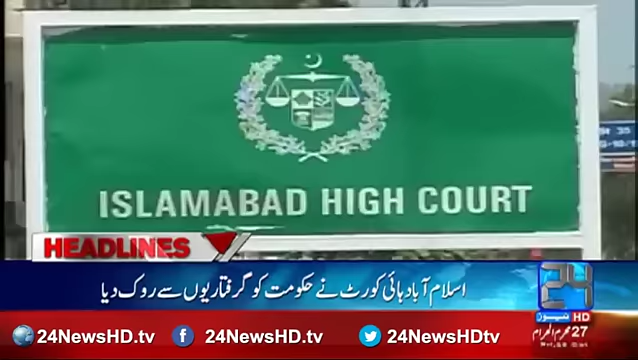 ISLAMABAD HIGH COURT
HEADLINES
اسلام آباد ہائی کورٹ نے حکومت کو گرفتاریوں سے روک دیا
24
نیوز HD
27 محرم الحرام
24NewsHD.tv
24NewsHD.tv
24NewsHDtv